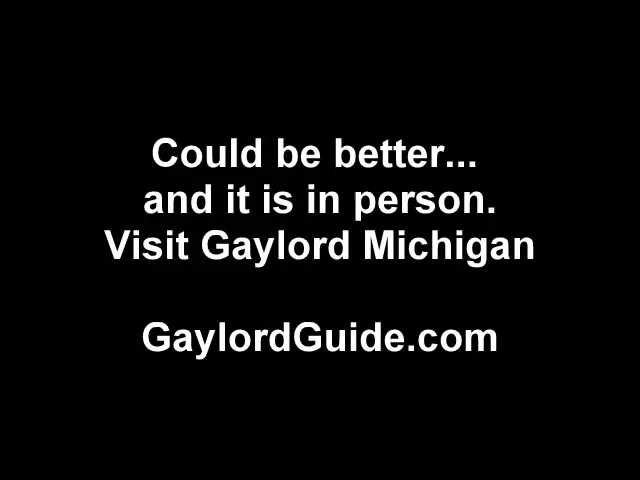 Could be better...
and it is in person.
Visit Gaylord Michigan
GaylordGuide.com